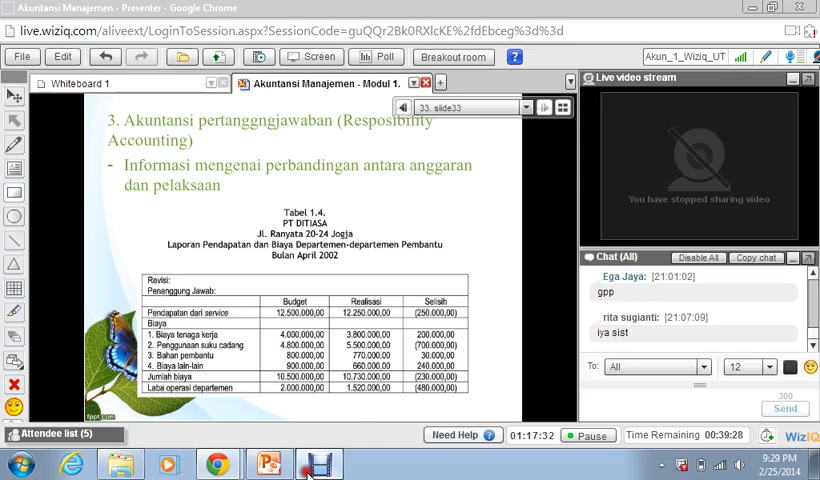 Akuntansi Manajemen - Presenter - Google Chrome
live.wiziq.com/aliveext/LoginToSession.aspx?SessionCode=guQQr2Bk0RXlcKE%2fdEbceg%3d%3d
File Edit Screen Poll Breakout room ? Akun_1_Wiziq_UT
Whiteboard 1 Akuntansi Manajemen - Modul 1. Live video stream
33. slide33
3. Akuntansi pertanggngjawaban (Resposibility
Accounting)
- Informasi mengenai perbandingan antara anggaran
dan pelaksaan
You have stopped sharing video
Tabel 1.4.
PT DITIASA
Jl. Ranyata 20-24 Jogja
Laporan Pendapatan dan Biaya Departemen-departemen Pembantu
Bulan April 2002
Revisi:
Penanggung Jawab:
Budget Realisasi Selisih
Pendapatan dari service 12.500.000,00 12.250.000,00 (250.000,00)
Biaya
1. Biaya tenaga kerja 4.000.000,00 3.800.000,00 200.000,00
2. Penggunaan suku cadang 4.800.000,00 5.500.000,00 (700.000,00)
3. Bahan pembantu 800.000,00 770.000,00 30.000,00
4. Biaya lain-lain 900.000,00 660.000,00 240.000,00
Jumlah biaya 10.500.000,00 10.730.000,00 (230.000,00)
Laba operasi departemen 2.000.000,00 1.520.000,00 (480.000,00)
fppt.com
Chat (All) Disable All Copy chat
Ega Jaya: [21:01:02]
gpp
rita sugianti: [21:07:09]
iya sist
To: All 12
300
Send
Attendee list (5) Need Help ? 01:17:32 Pause Time Remaining 00:39:28 WizIQ
9:29 PM
2/25/2014